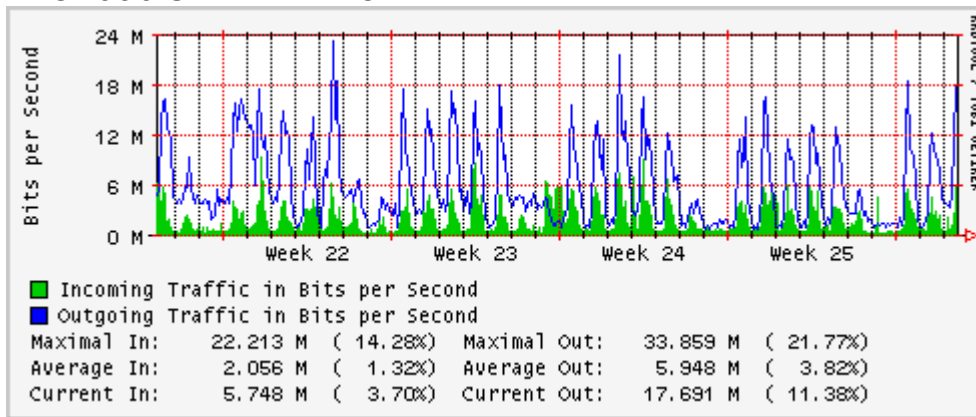 24 M
18 M
12 M
6 M
0 M
Bits per Second
Week 22 Week 23 Week 24 Week 25
Incoming Traffic in Bits per Second
Outgoing Traffic in Bits per Second
Maximal In: 22.213 M ( 14.28%) Maximal Out: 33.859 M ( 21.77%)
Average In: 2.056 M ( 1.32%) Average Out: 5.948 M ( 3.82%)
Current In: 5.748 M ( 3.70%) Current Out: 17.691 M ( 11.38%)